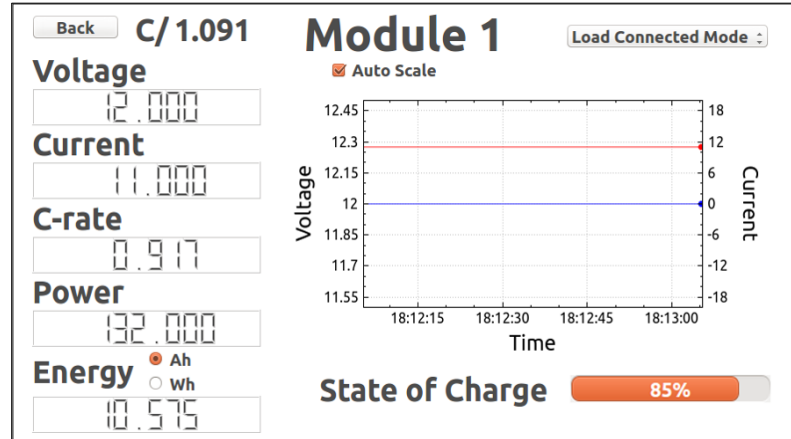 Back C/ 1.091
Voltage
12.000
Current
11.000
C-rate
0.917
Power
132.000
Energy
Ah
Wh
10.575
Module 1
Load Connected Mode
Auto Scale
12.45
12.3
12.15
12
11.85
11.7
11.55
Voltage
18
12
6
0
-6
-12
-18
Current
18:12:15 18:12:30 18:12:45 18:13:00
Time
State of Charge 85%